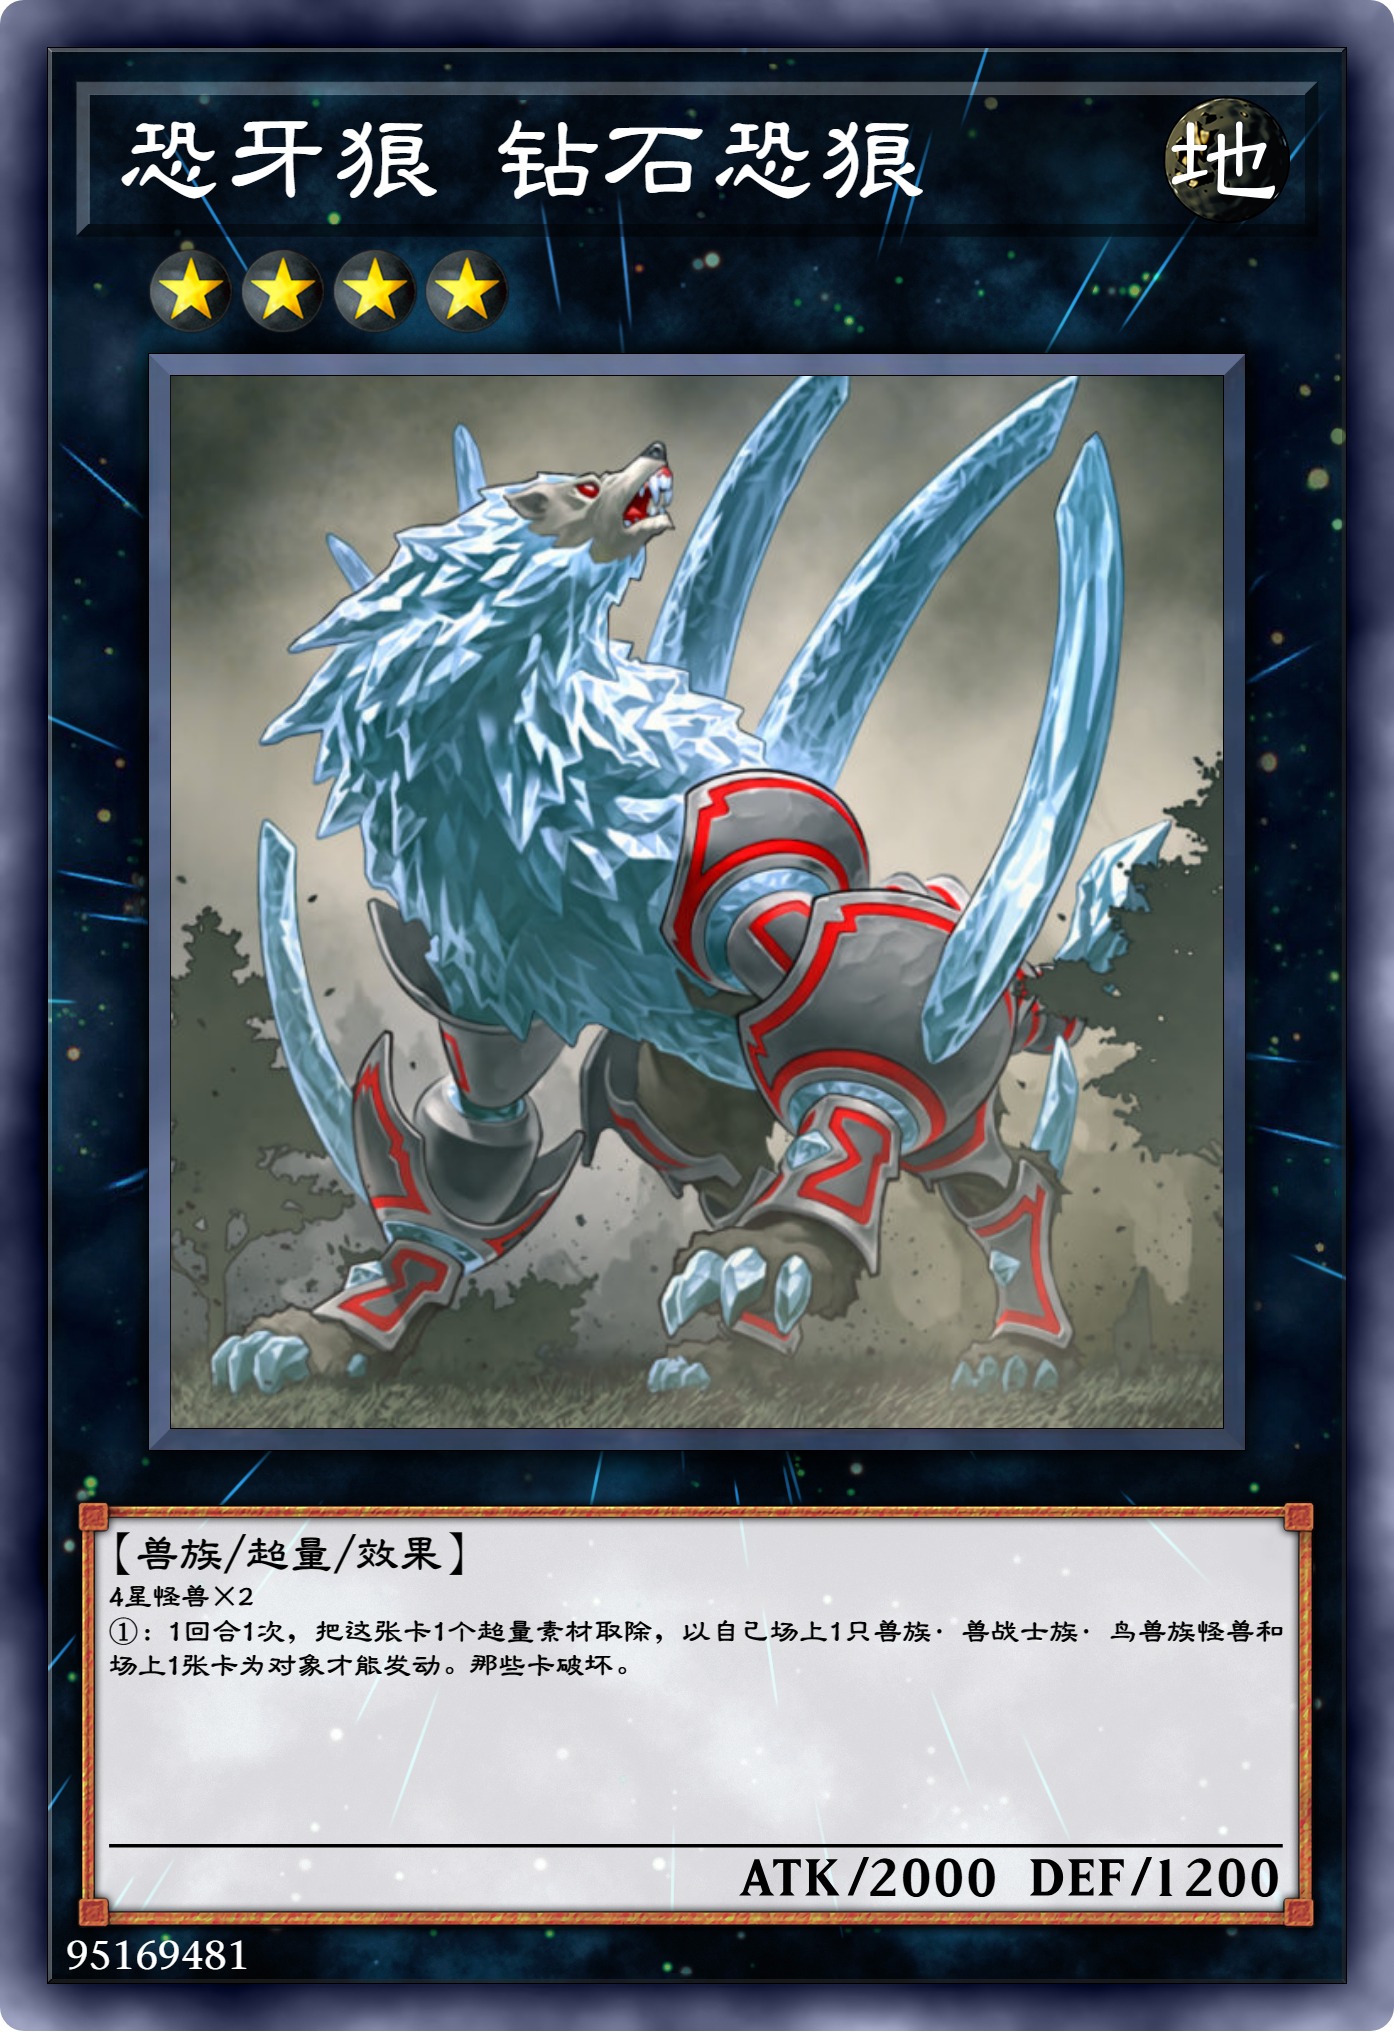 恐牙狼 钻石恐狼
地
【兽族/超量/效果】
4星怪兽×2
①：1回合1次，把这张卡1个超量素材取除，以自己场上1只兽族·兽战士族·鸟兽族怪兽和
场上1张卡为对象才能发动。那些卡破坏。
ATK/2000 DEF/1200
95169481